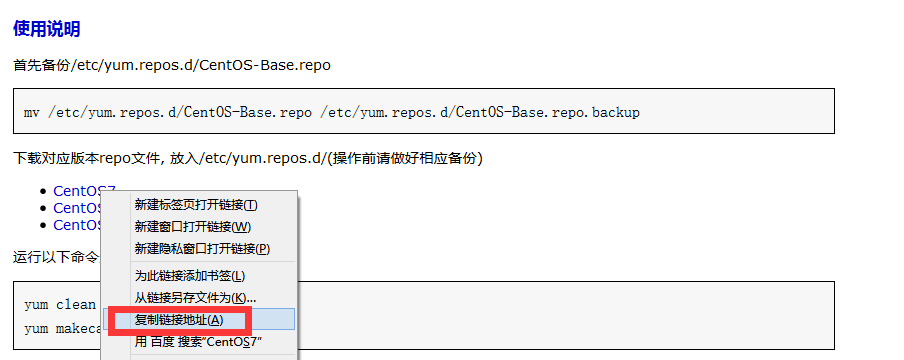 使用说明
首先备份/etc/yum.repos.d/CentOS-Base.repo
mv /etc/yum.repos.d/CentOS-Base.repo /etc/yum.repos.d/CentOS-Base.repo.backup
下载对应版本repo文件, 放入/etc/yum.repos.d/(操作前请做好相应备份)
CentOS7
CentOS
CentOS
新建标签页打开链接(T)
新建窗口打开链接(W)
新建隐私窗口打开链接(P)
为此链接添加书签(L)
从链接另存文件为(K)...
复制链接地址(A)
用 百度 搜索"CentOS7"
运行以下命令
yum clean
yum makeca